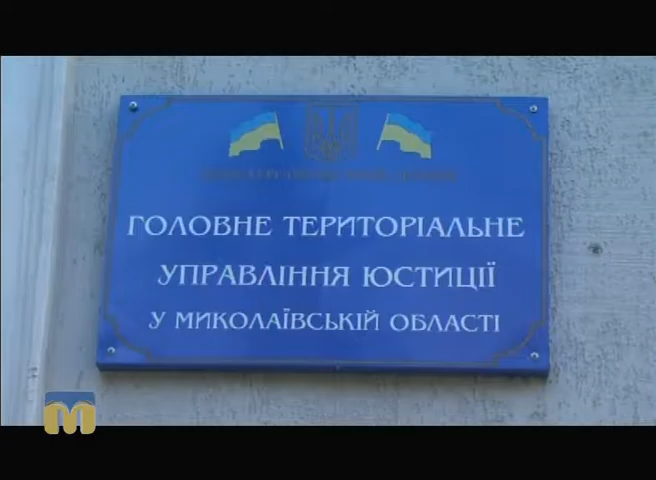 ГОЛОВНЕ ТЕРИТОРІАЛЬНЕ
УПРАВЛІННЯ ЮСТИЦІЇ
У МИКОЛАЇВСЬКІЙ ОБЛАСТІ
М